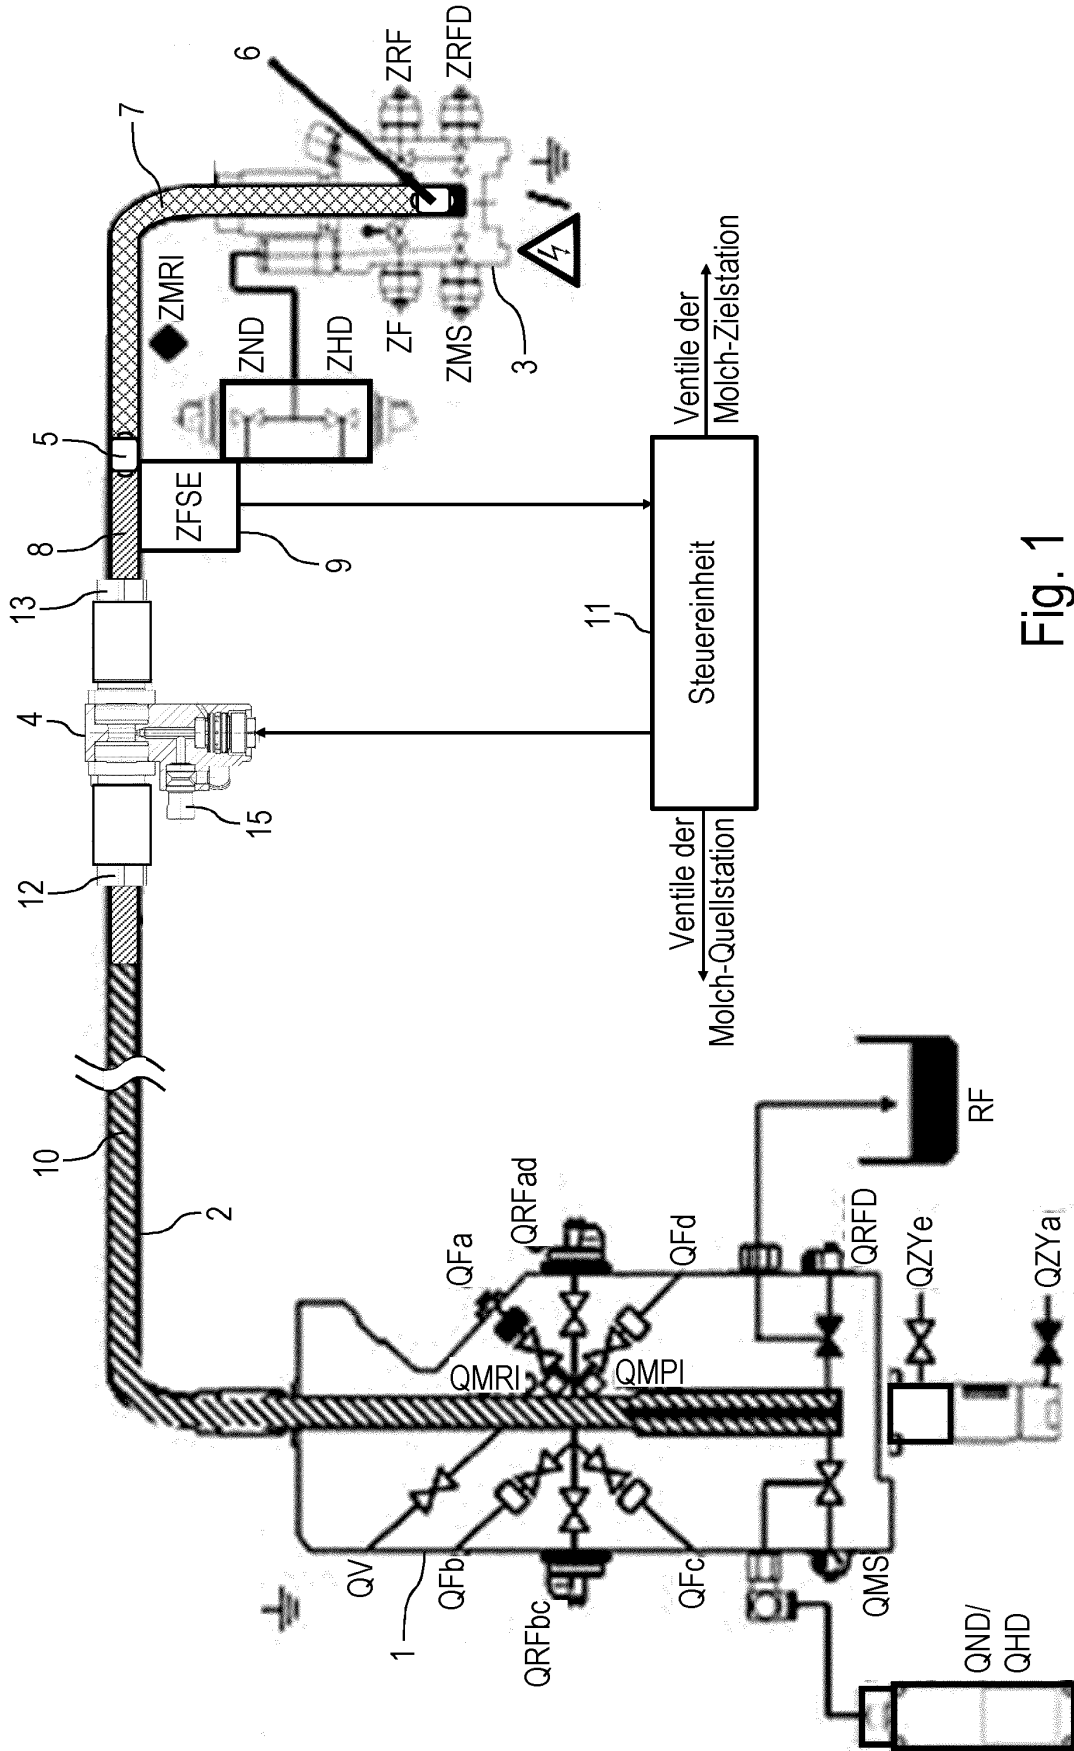 6
ZRF
ZRFD
7
ZMRI
ZND
ZHD
ZF
ZMS
3
5
8
ZFSE
9
13
4
15
12
Ventile der
Molch-Zielstation
11
Steuereinheit
Ventile der
Molch-Quellstation
10
2
RF
QFa
QRFad
QFd
QRFD
QZYe
QZYa
QMRI
QMPI
QV
QFb
QRFbc
QFc
QMS
1
QND/
QHD
Fig. 1